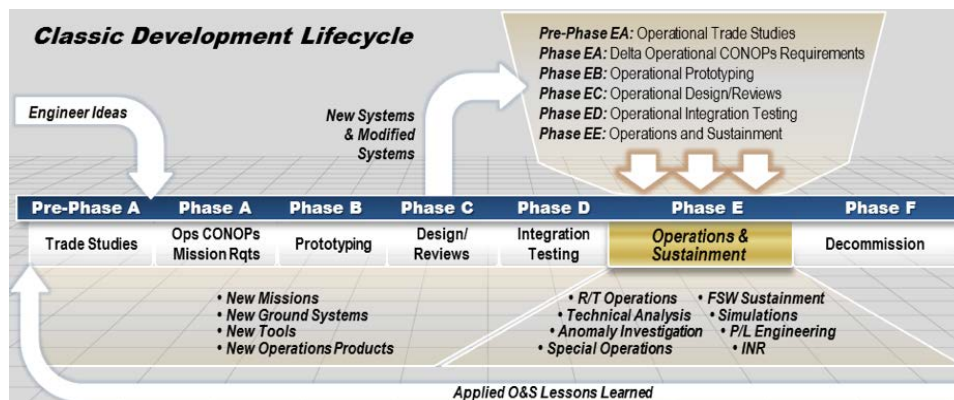 Classic Development Lifecycle
Pre-Phase EA: Operational Trade Studies
Phase EA: Delta Operational CONOPs Requirements
Phase EB: Operational Prototyping
Phase EC: Operational Design/Reviews
Phase ED: Operational Integration Testing
Phase EE: Operations and Sustainment
Engineer Ideas
New Systems
& Modified
Systems
Pre-Phase A
Phase A
Phase B
Phase C
Phase D
Phase E
Phase F
Trade Studies
Ops CONOPs
Mission Rqts
Prototyping
Design/
Reviews
Integration
Testing
Operations &
Sustainment
Decommission
• New Missions
• New Ground Systems
• New Tools
• New Operations Products
• R/T Operations
• Technical Analysis
• Anomaly Investigation
• Special Operations
• FSW Sustainment
• Simulations
• P/L Engineering
• INR
Applied O&S Lessons Learned